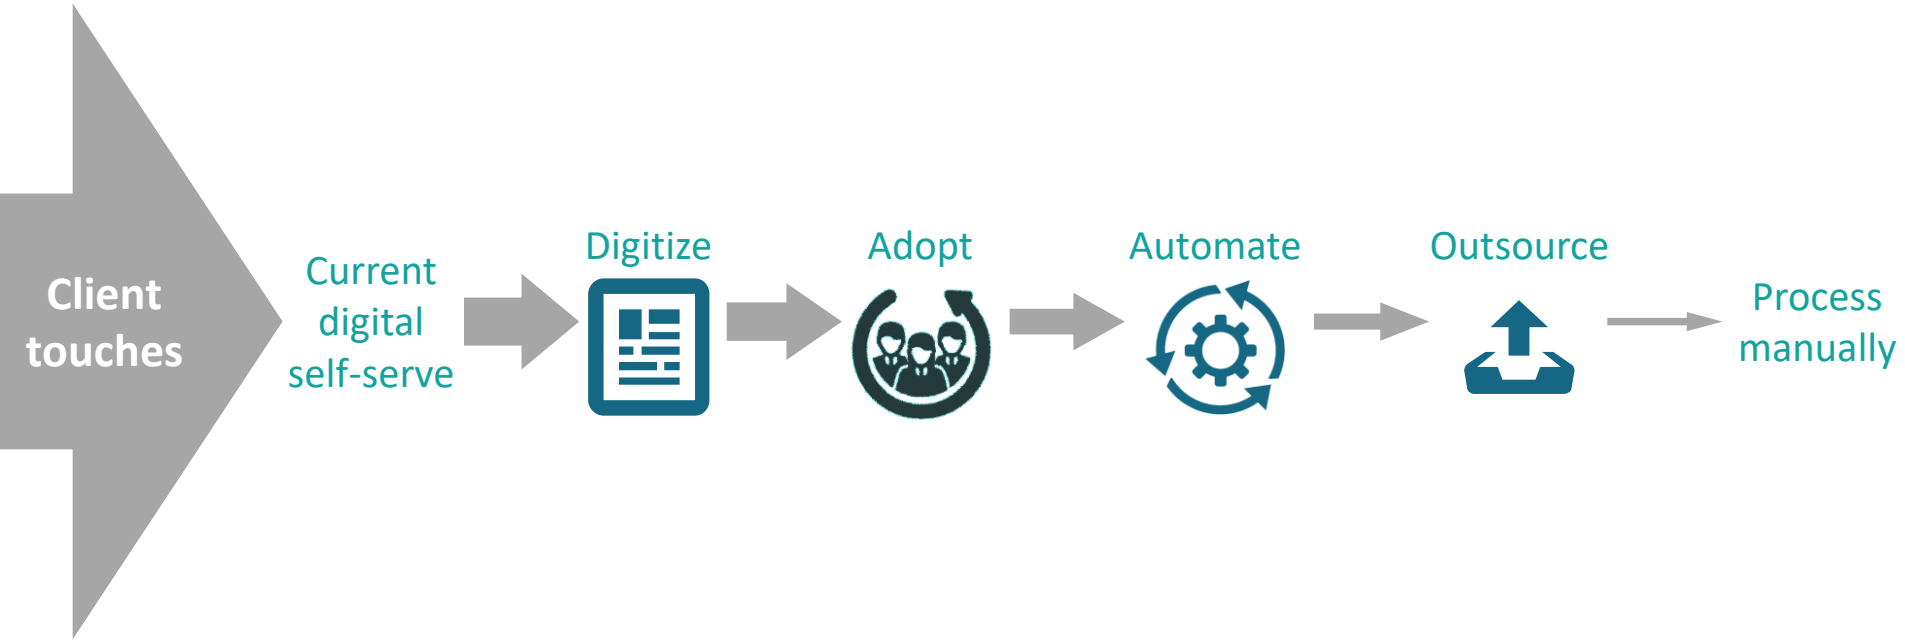 Client
touches
Current
digital
self-serve
Digitize
Adopt
Automate
Outsource
Process
manually